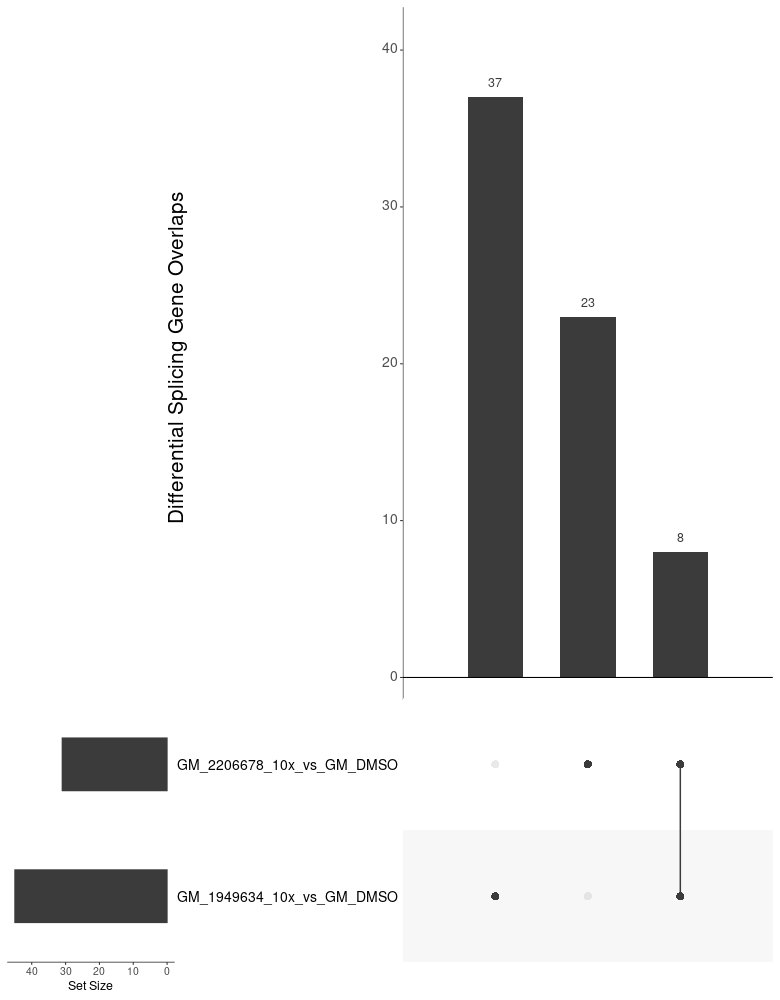 Differential Splicing Gene Overlaps
40
30
20
10
0
37
23
8
GM_2206678_10x_vs_GM_DMSO
GM_1949634_10x_vs_GM_DMSO
40 30 20 10 0
Set Size